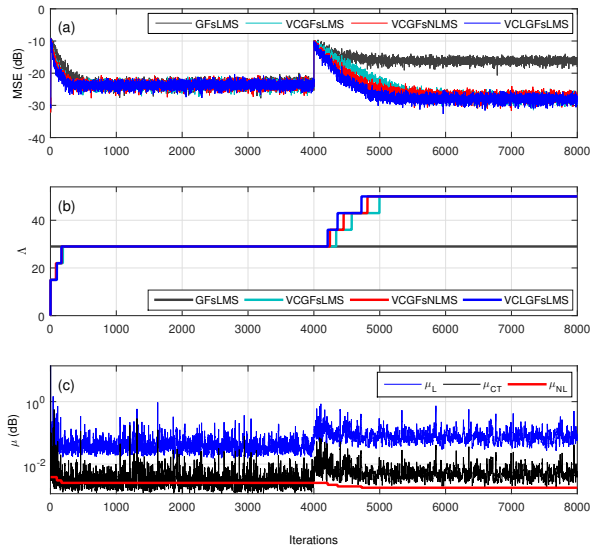 (a)
GFsLMS VCGFsLMS VCGFsNLMS VCLGFsLMS
MSE (dB)
-10
-20
-30
-40
0 1000 2000 3000 4000 5000 6000 7000 8000
(b)
Λ
40
20
0
GFsLMS VCGFsLMS VCGFsNLMS VCLGFsLMS
0 1000 2000 3000 4000 5000 6000 7000 8000
(c)
μL μCT μNL
μ (dB)
10^0
10^-2
0 1000 2000 3000 4000 5000 6000 7000 8000
Iterations